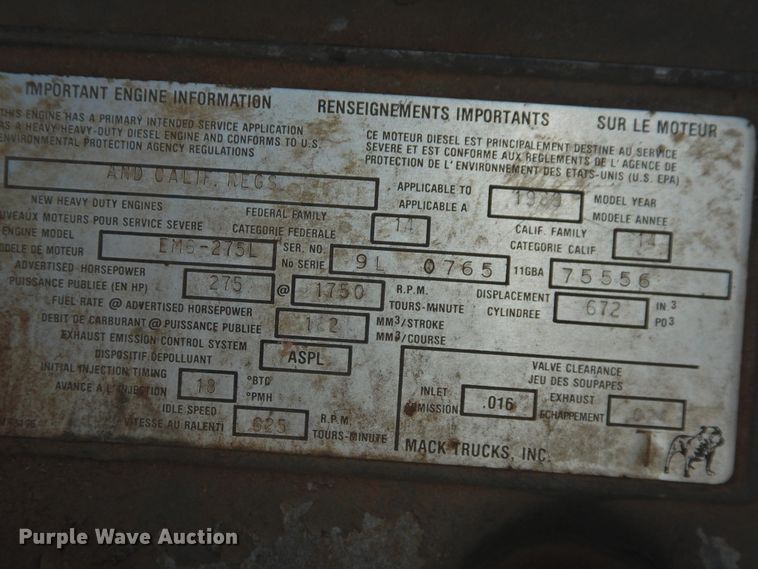 IMPORTANT ENGINE INFORMATION RENSEIGNEMENTS IMPORTANTS SUR LE MOTEUR
THIS ENGINE HAS A PRIMARY INTENDED SERVICE APPLICATION
AS A HEAVY HEAVY-DUTY DIESEL ENGINE AND CONFORMS TO U.S.
ENVIRONMENTAL PROTECTION AGENCY REGULATIONS
CE MOTEUR DIESEL EST PRINCIPALEMENT DESTINE AU SERVICE
SEVERE ET EST CONFORME AUX REGLEMENTS DE L'AGENCE DE
PROTECTION DE L'ENVIRONNEMENT DES ETATS-UNIS (U.S. EPA)
AND CALIF. REGS. APPLICABLE TO 1989 MODEL YEAR
APPLICABLE A MODELE ANNEE
NEW HEAVY DUTY ENGINES FEDERAL FAMILY 14 CALIF. FAMILY 14
NOUVEAUX MOTEURS POUR SERVICE SEVERE CATEGORIE FEDERALE CATEGORIE CALIF
ENGINE MODEL EM6-275L SER. NO. 9L 0765 11GBA 75556
MODELE DE MOTEUR No SERIE
ADVERTISED HORSEPOWER 275 @ 1750 R.P.M. DISPLACEMENT 672 IN.3
PUISSANCE PUBLIEE (EN HP) TOURS-MINUTE CYLINDREE PO3
FUEL RATE @ ADVERTISED HORSEPOWER MM3/STROKE
DEBIT DE CARBURANT @ PUISSANCE PUBLIEE MM3/COURSE
EXHAUST EMISSION CONTROL SYSTEM ASPL
DISPOSITIF DEPOLLUANT
INITIAL INJECTION TIMING 18 °BTC
AVANCE A L'INJECTION °PMH
IDLE SPEED 625 R.P.M.
VITESSE AU RALENTI TOURS-MINUTE
VALVE CLEARANCE
JEU DES SOUPAPES
INLET .016 EXHAUST
ADMISSION ECHAPPEMENT
MACK TRUCKS, INC.
Purple Wave Auction